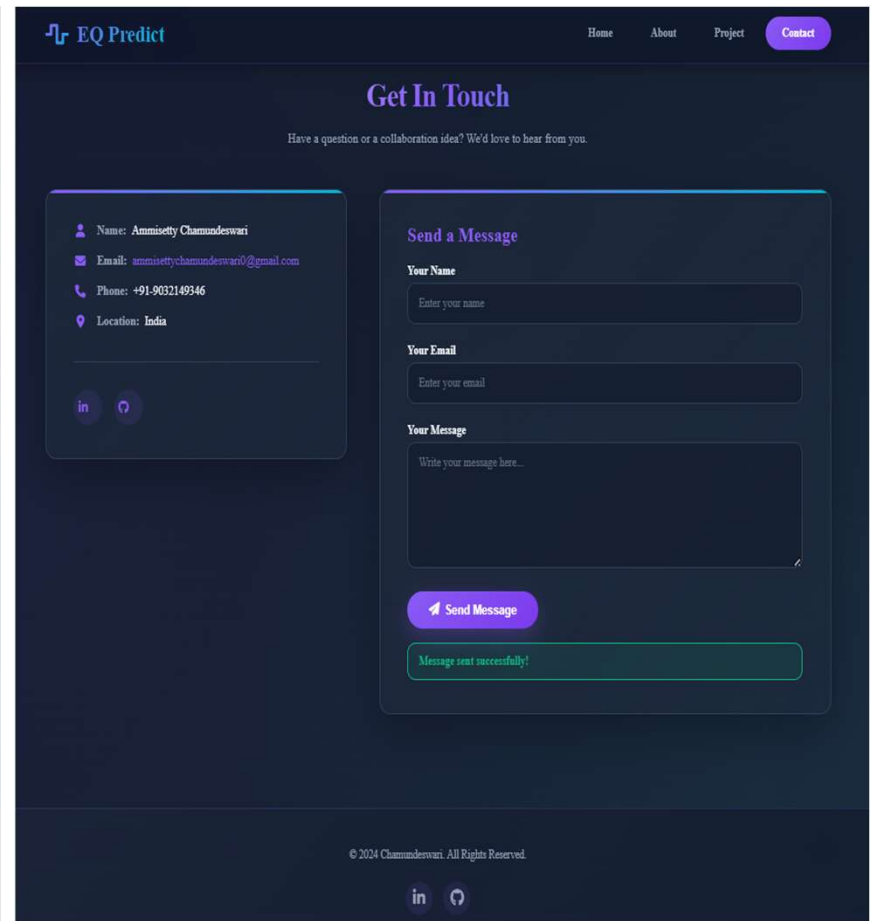 EQ Predict
Home About Project Contact
Get In Touch
Have a question or a collaboration idea? We'd love to hear from you.
Name: Ammisetty Chamundeswari
Email: ammisettychamundeswari0@gmail.com
Phone: +91-9032149346
Location: India
in
Send a Message
Your Name
Enter your name
Your Email
Enter your email
Your Message
Write your message here...
Send Message
Message sent successfully!
© 2024 Chamundeswari. All Rights Reserved.
in